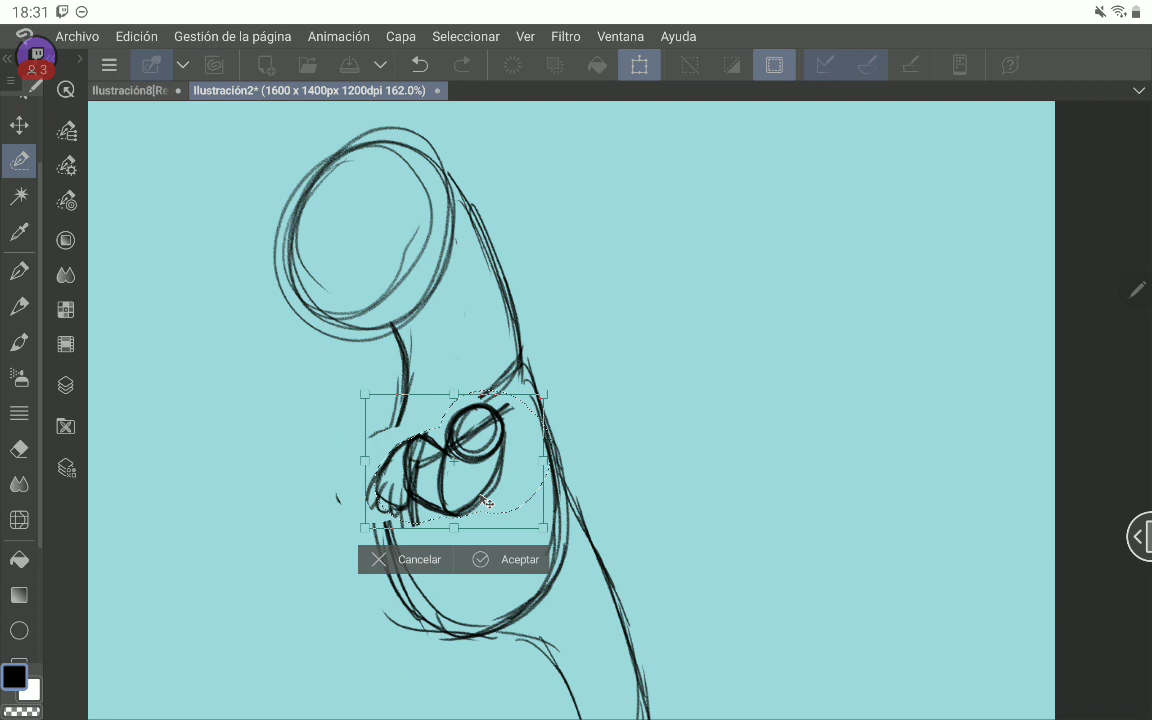 18:31
Archivo Edición Gestión de la página Animación Capa Seleccionar Ver Filtro Ventana Ayuda
3
Ilustración8[Re Ilustración2* (1600 x 1400px 1200dpi 162.0%)
Cancelar Aceptar